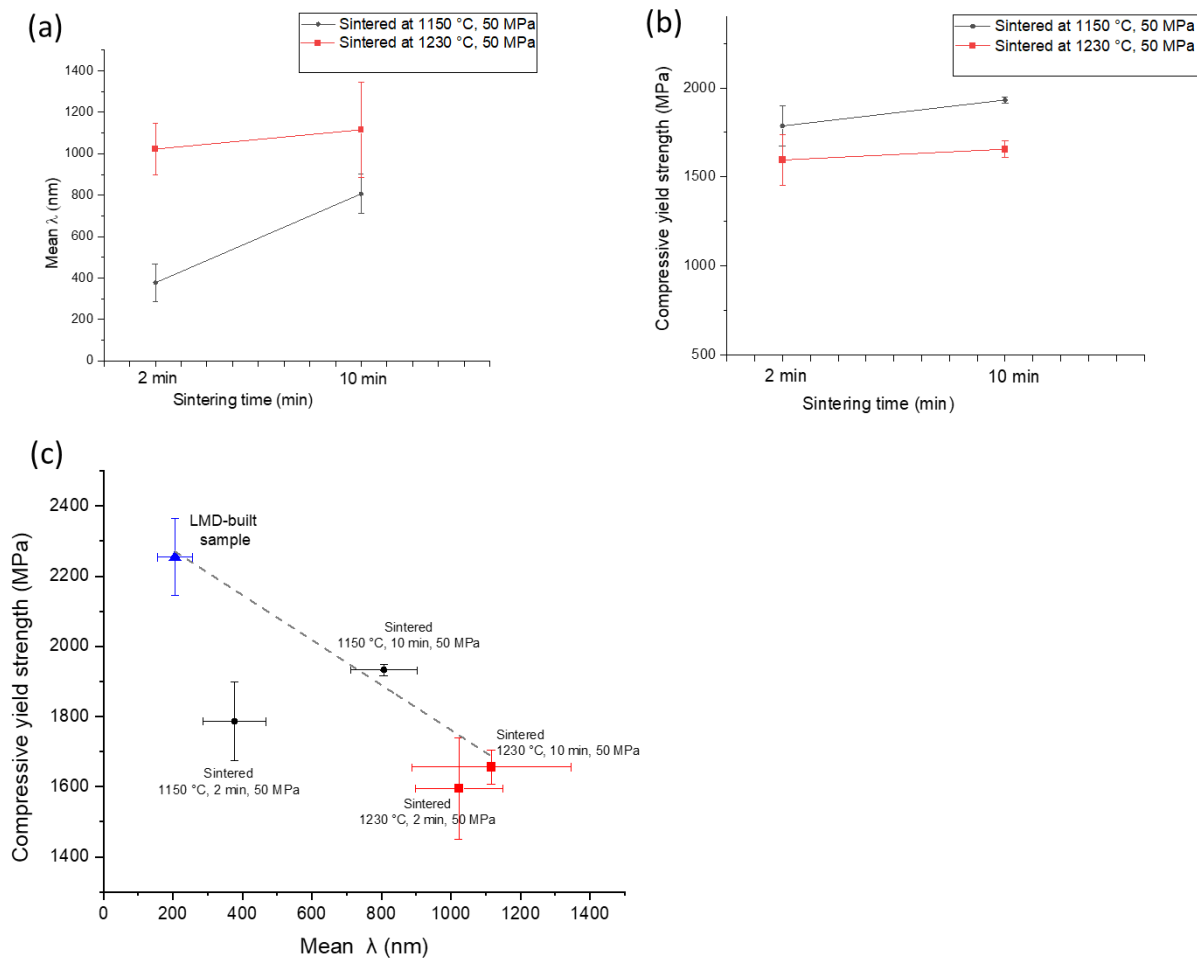 (a)
Sintered at 1150 °C, 50 MPa
Sintered at 1230 °C, 50 MPa
1400
1200
1000
800
600
400
200
0
Mean λ (nm)
2 min
10 min
Sintering time (min)
(b)
Sintered at 1150 °C, 50 MPa
Sintered at 1230 °C, 50 MPa
2000
1500
1000
500
Compressive yield strength (MPa)
2 min
10 min
Sintering time (min)
(c)
2400
2200
2000
1800
1600
1400
Compressive yield strength (MPa)
LMD-built
sample
Sintered
1150 °C, 10 min, 50 MPa
Sintered
1150 °C, 2 min, 50 MPa
Sintered
1230 °C, 10 min, 50 MPa
Sintered
1230 °C, 2 min, 50 MPa
0
200
400
600
800
1000
1200
1400
Mean λ (nm)